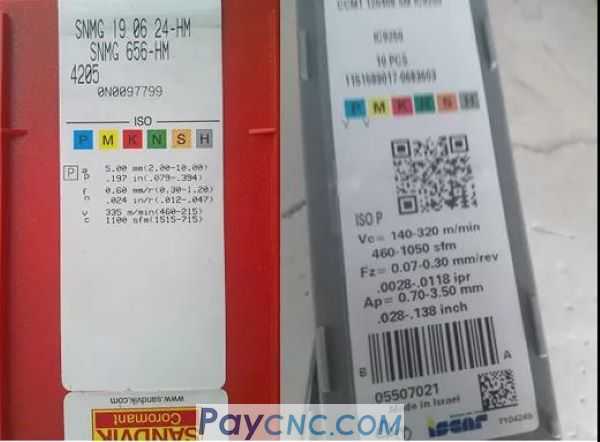 SNMG 19 06 24-HM
SNMG 656-HM
4205
0N0097799
ISO
P M K N S H
P
a p 5.00 mm(2.00-10.00)
.197 in(.079-.394)
f n 0.60 mm/r(0.30-1.20)
.024 in/r(.012-.047)
v c 335 m/min(460-215)
1100 sfm(1515-715)
www.sandvik.com
SANDVIK
Coromant
10 PCS
P M K N S H
ISO P
Vc= 140-320 m/min
460-1050 sfm
Fz= 0.07-0.30 mm/rev
.0028-.0118 ipr
Ap= 0.70-3.50 mm
.028-.138 inch
B
A
05507021
Made in Israel
PayCNC.com